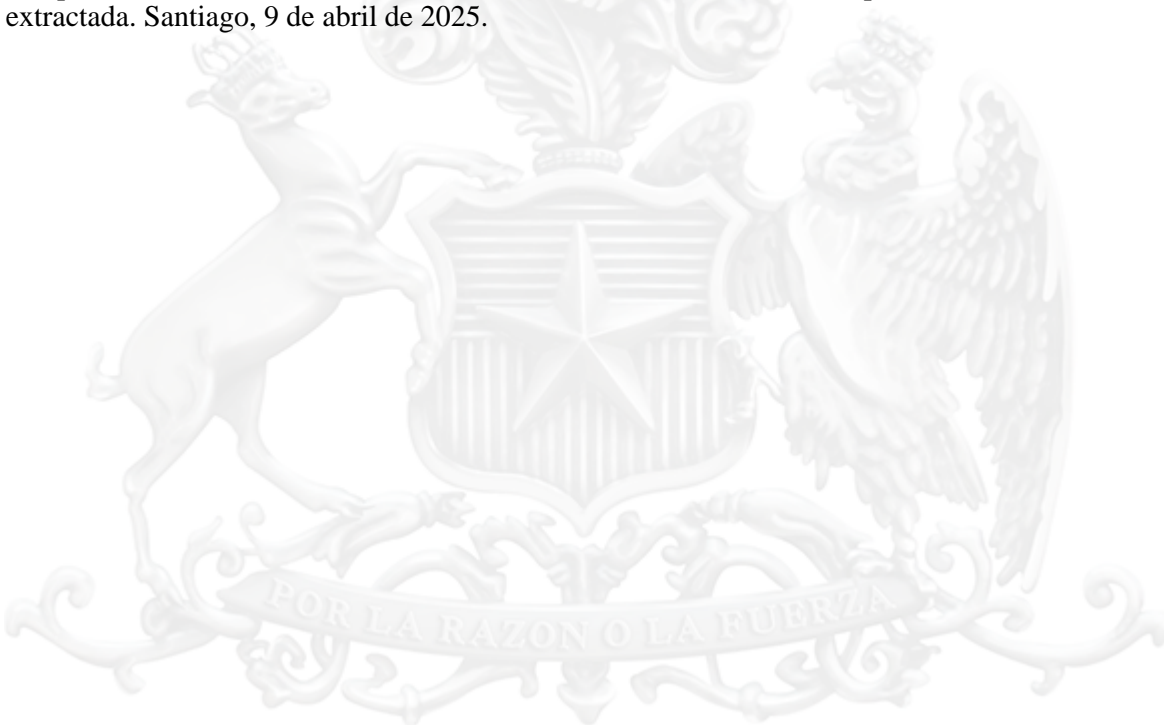 extractada. Santiago, 9 de abril de 2025.
POR LA RAZON O LA FUERZA